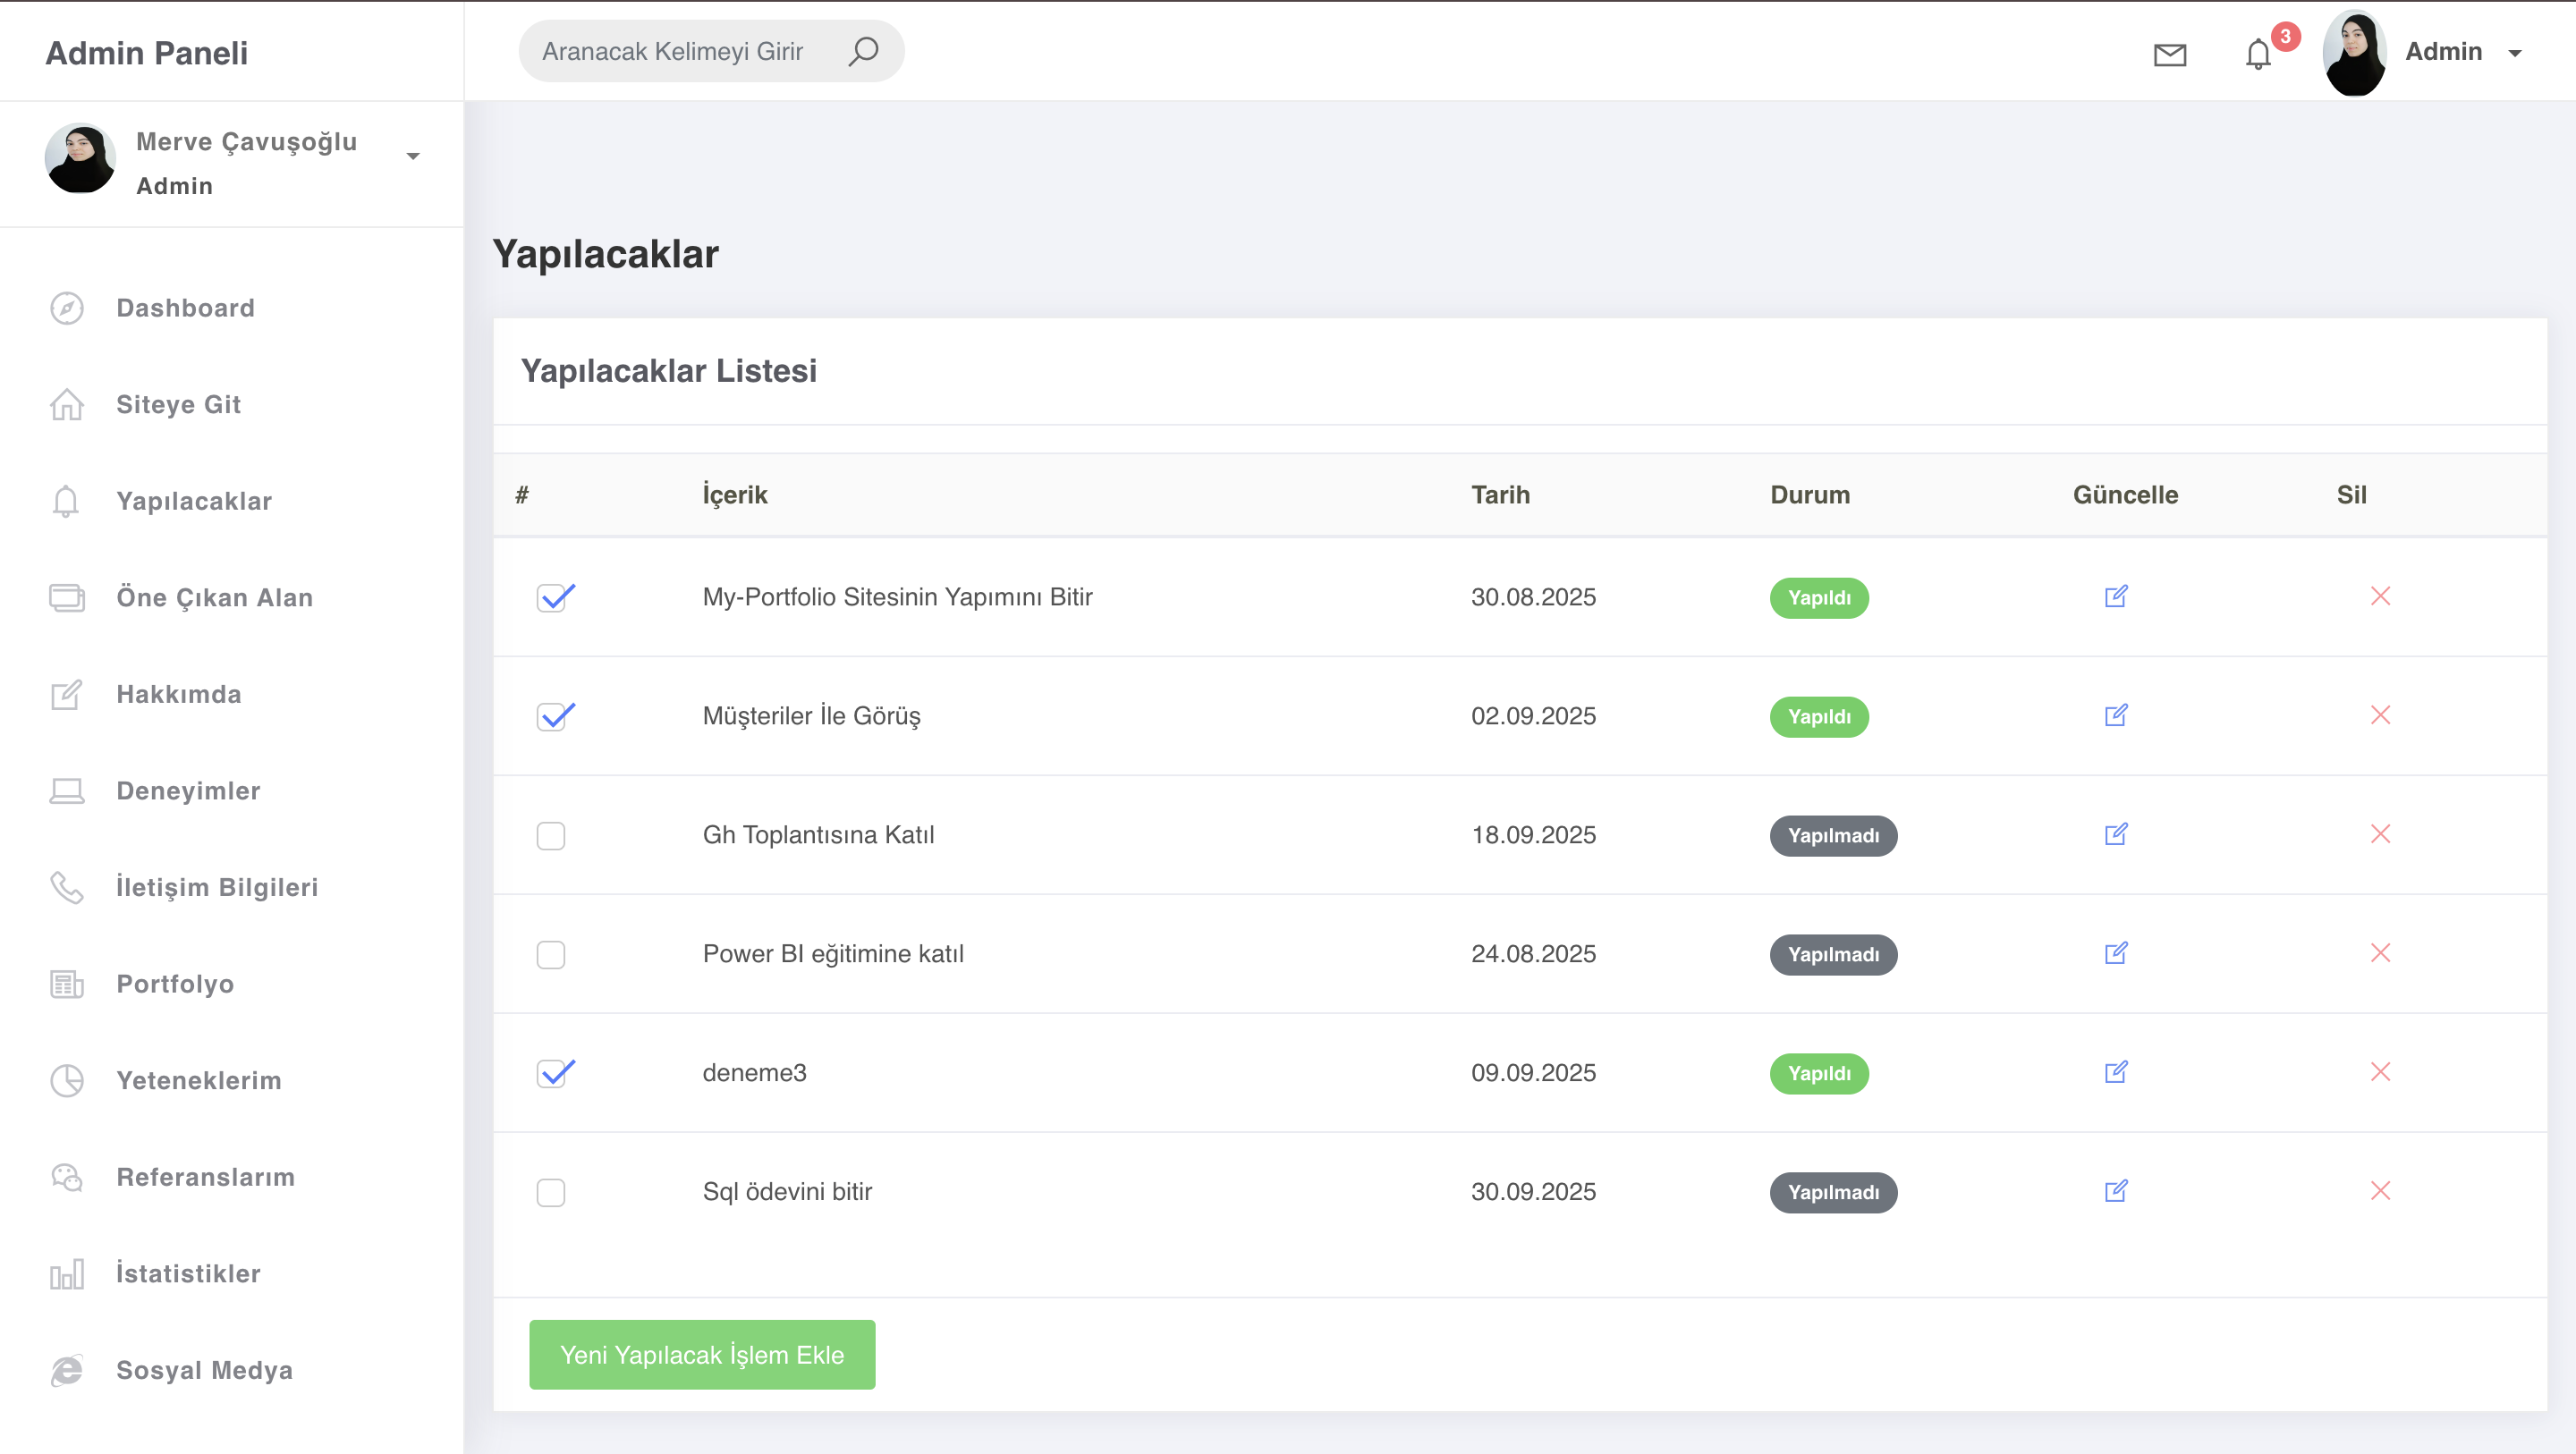 Admin Paneli
Aranacak Kelimeyi Girir
3
Admin
Merve Çavuşoğlu
Admin
Dashboard
Siteye Git
Yapılacaklar
Öne Çıkan Alan
Hakkımda
Deneyimler
İletişim Bilgileri
Portfolyo
Yeteneklerim
Referanslarım
İstatistikler
Sosyal Medya
Yapılacaklar
Yapılacaklar Listesi
# İçerik Tarih Durum Güncelle Sil
My-Portfolio Sitesinin Yapımını Bitir 30.08.2025 Yapıldı
Müşteriler İle Görüş 02.09.2025 Yapıldı
Gh Toplantısına Katıl 18.09.2025 Yapılmadı
Power BI eğitimine katıl 24.08.2025 Yapılmadı
deneme3 09.09.2025 Yapıldı
Sql ödevini bitir 30.09.2025 Yapılmadı
Yeni Yapılacak İşlem Ekle